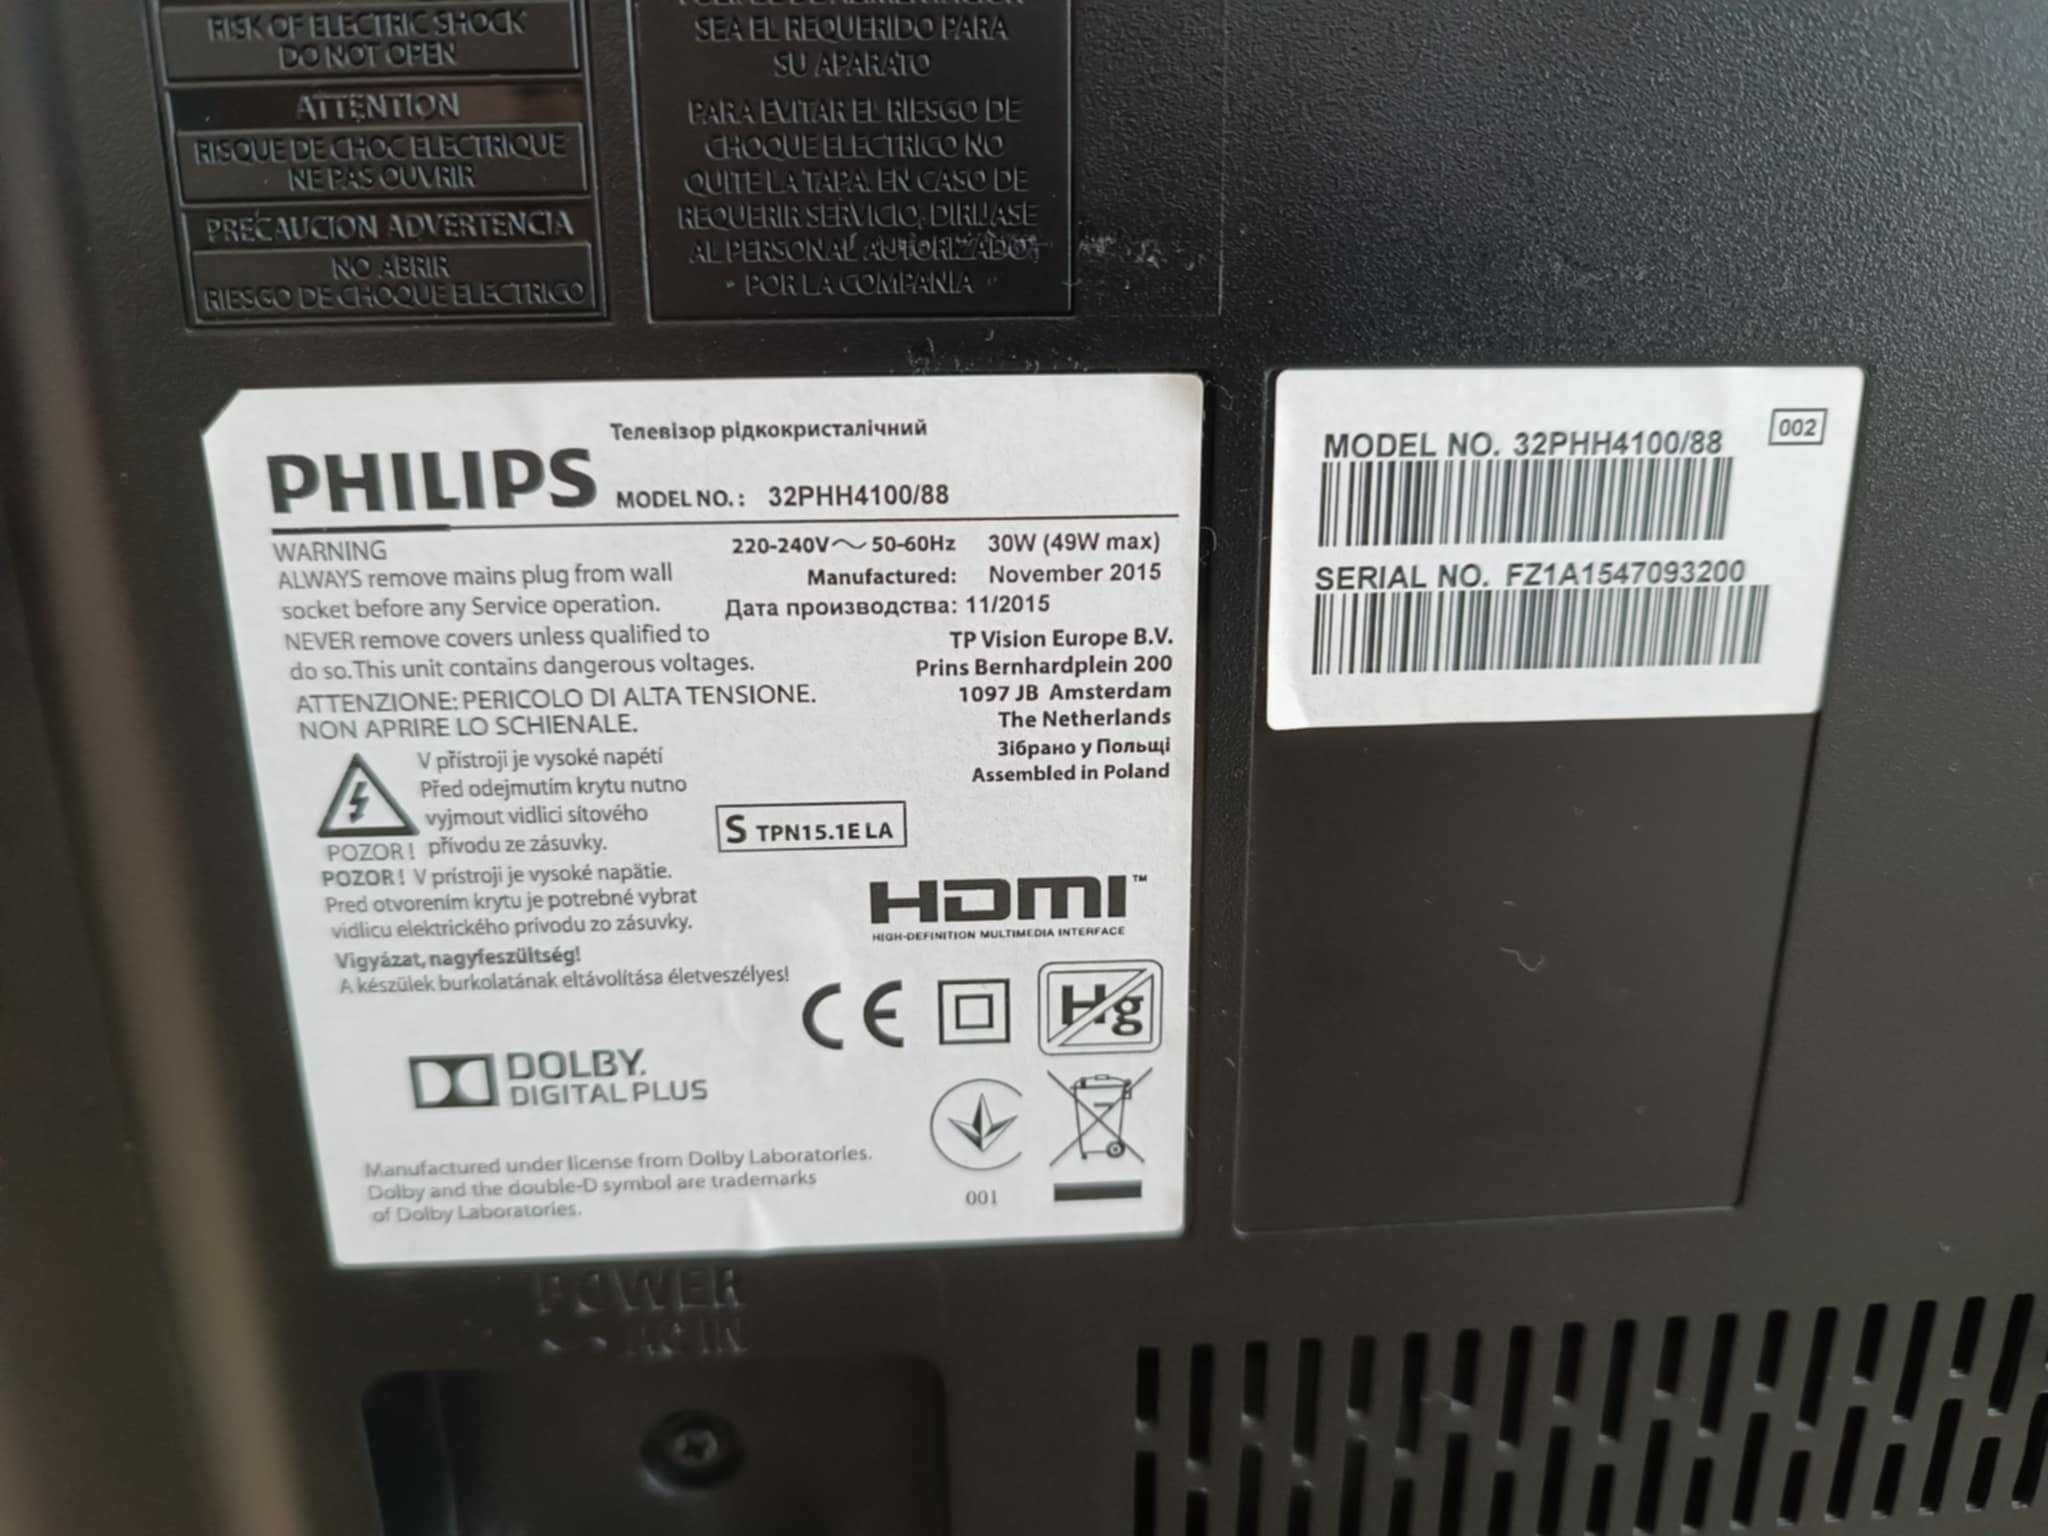 RISK OF ELECTRIC SHOCK
DO NOT OPEN
ATTENTION
RISQUE DE CHOC ELECTRIQUE
NE PAS OUVRIR
PRECAUCION ADVERTENCIA
NO ABRIR
RIESGO DE CHOQUE ELECTRICO
SEA EL REQUERIDO PARA
SU APARATO
PARA EVITAR EL RIESGO DE
CHOQUE ELECTRICO NO
QUITE LA TAPA. EN CASO DE
REQUERIR SERVICIO, DIRIJASE
AL PERSONAL AUTORIZADO,
POR LA COMPANIA
Телевізор рідкокристалічний
PHILIPS MODEL NO.: 32PHH4100/88
WARNING
ALWAYS remove mains plug from wall
socket before any Service operation.
NEVER remove covers unless qualified to
do so. This unit contains dangerous voltages.
ATTENZIONE: PERICOLO DI ALTA TENSIONE.
NON APRIRE LO SCHIENALE.
220-240V～50-60Hz 30W (49W max)
Manufactured: November 2015
Дата производства: 11/2015
TP Vision Europe B.V.
Prins Bernhardplein 200
1097 JB Amsterdam
The Netherlands
Зібрано у Польщі
Assembled in Poland
V přístroji je vysoké napětí
Před odejmutím krytu nutno
vyjmout vidlici sítového
POZOR! přívodu ze zásuvky.
POZOR! V prístroji je vysoké napätie.
Pred otvorením krytu je potrebné vybrat
vidlicu elektrického prívodu zo zásuvky.
Vigyázat, nagyfeszültség!
A készülek burkolatának eltávolítása életveszélyes!
S TPN15.1E LA
HDMI™
HIGH-DEFINITION MULTIMEDIA INTERFACE
CE
Hg
DOLBY.
DIGITAL PLUS
001
Manufactured under license from Dolby Laboratories.
Dolby and the double-D symbol are trademarks
of Dolby Laboratories.
002
MODEL NO. 32PHH4100/88
SERIAL NO. FZ1A1547093200
POWER
~ AC IN